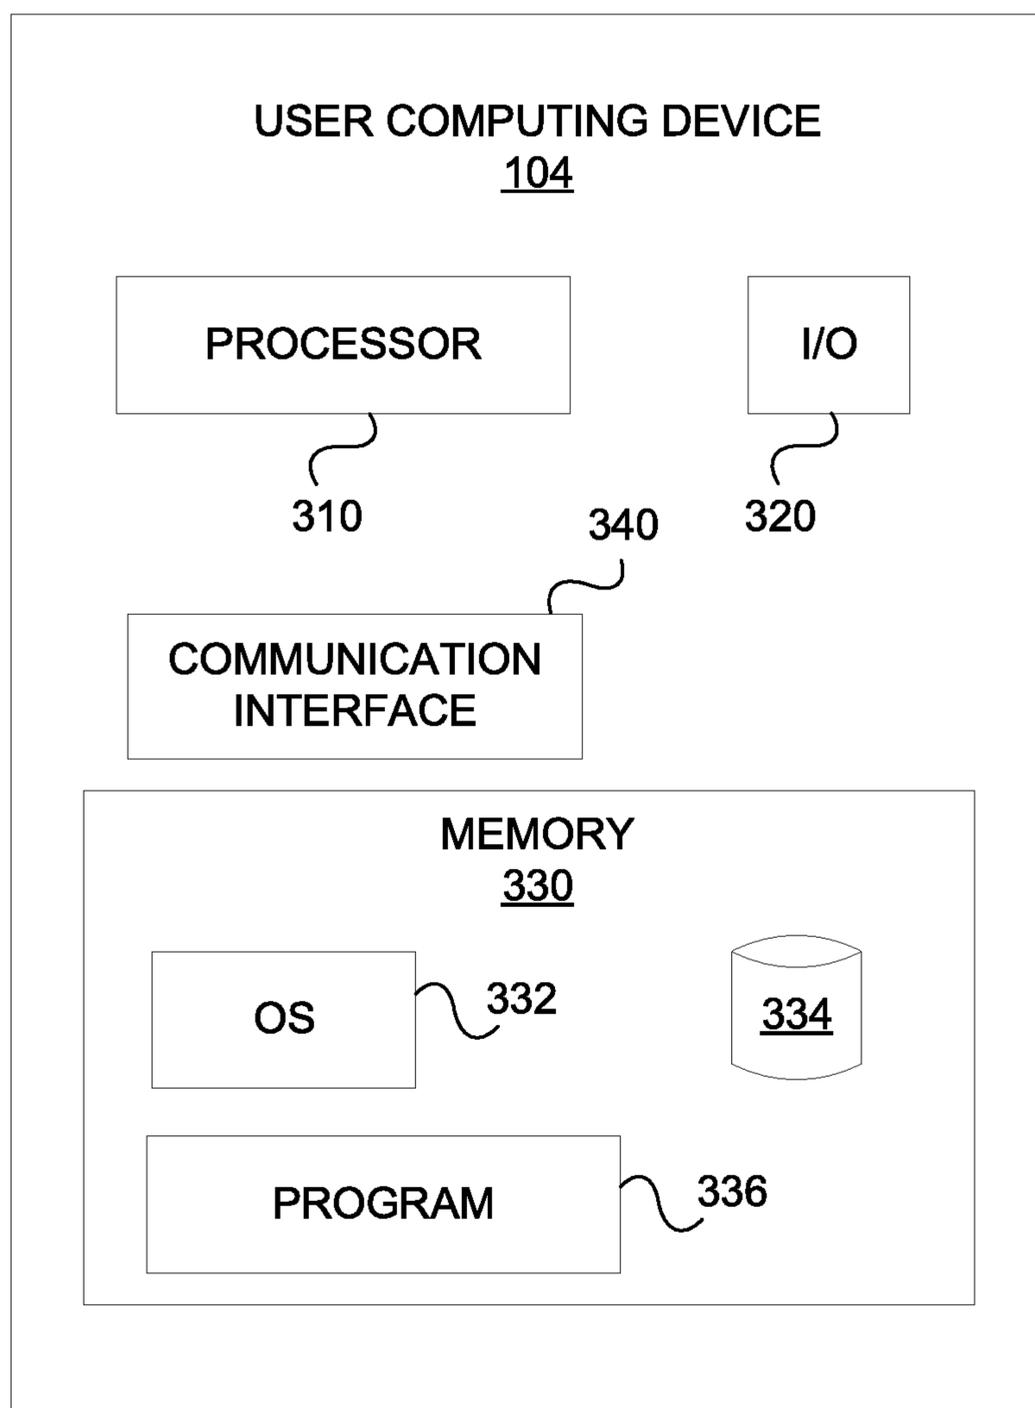 USER COMPUTING DEVICE
104
PROCESSOR
I/O
310
320
340
COMMUNICATION
INTERFACE
MEMORY
330
OS
332
334
PROGRAM
336